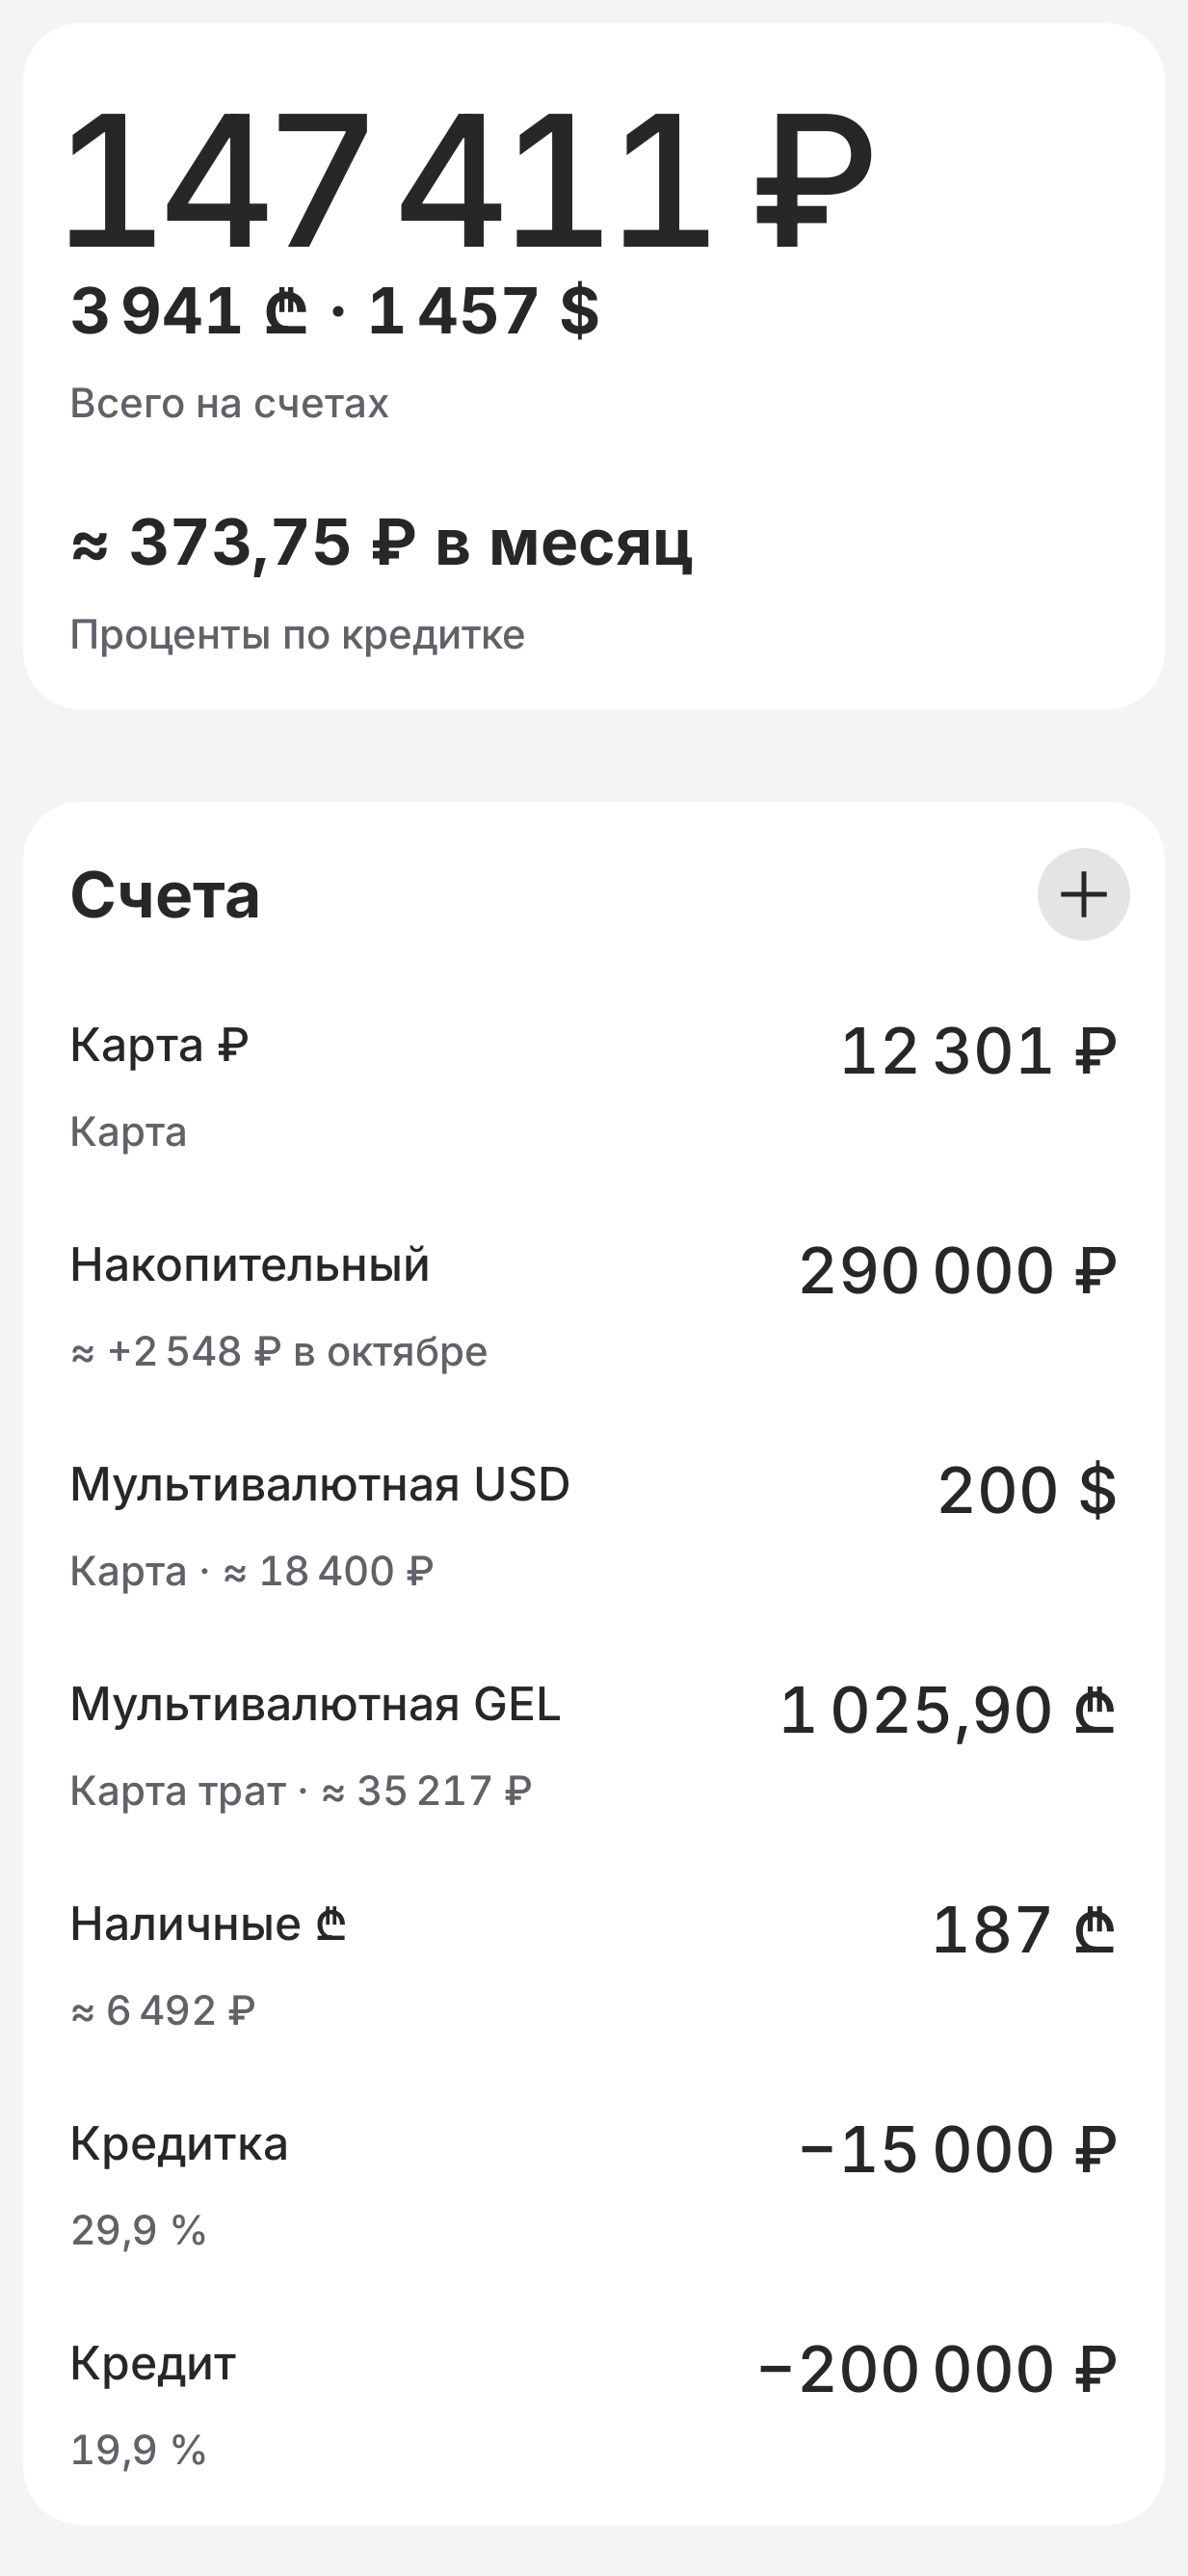 147 411 ₽
3 941 ₾ · 1 457 $
Всего на счетах
≈ 373,75 ₽ в месяц
Проценты по кредитке
Счета
Карта ₽
12 301 ₽
Карта
Накопительный
290 000 ₽
≈ +2 548 ₽ в октябре
Мультивалютная USD
200 $
Карта · ≈ 18 400 ₽
Мультивалютная GEL
1 025,90 ₾
Карта трат · ≈ 35 217 ₽
Наличные ₾
187 ₾
≈ 6 492 ₽
Кредитка
−15 000 ₽
29,9 %
Кредит
−200 000 ₽
19,9 %